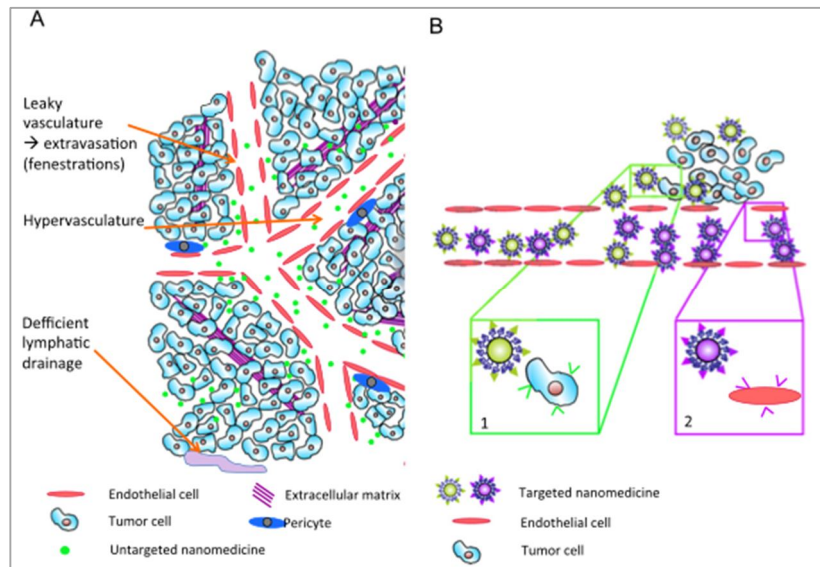 A
B
Leaky
vasculature
→ extravasation
(fenestrations)
Hypervasculature
Defficient
lymphatic
drainage
1
2
Endothelial cell
Extracellular matrix
Tumor cell
Pericyte
Untargeted nanomedicine
Targeted nanomedicine
Endothelial cell
Tumor cell